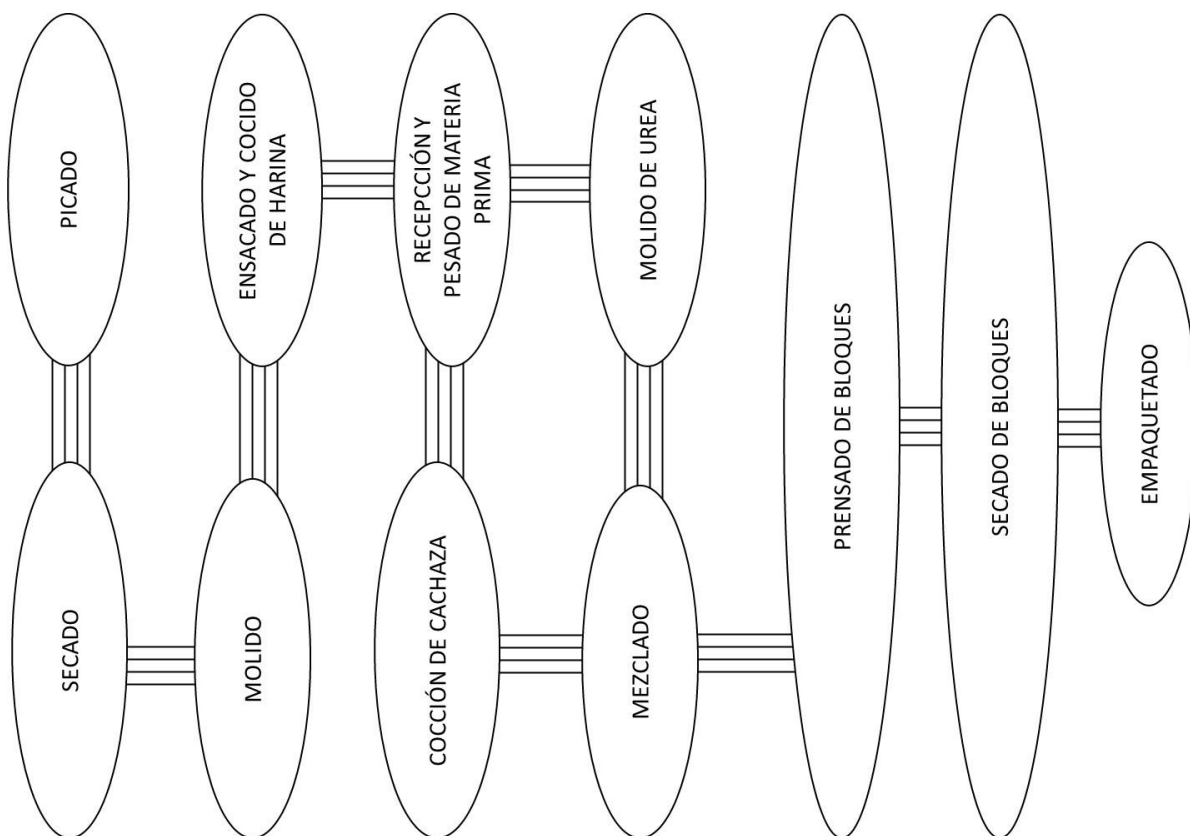 PICADO
SECADO
MOLIDO
ENSACADO Y COCIDO
DE HARINA
RECEPCCIÓN Y
PESADO DE MATERIA
PRIMA
COCCIÓN DE CACHAZA
MOLIDO DE UREA
MEZCLADO
PRENSADO DE BLOQUES
SECADO DE BLOQUES
EMPAQUETADO